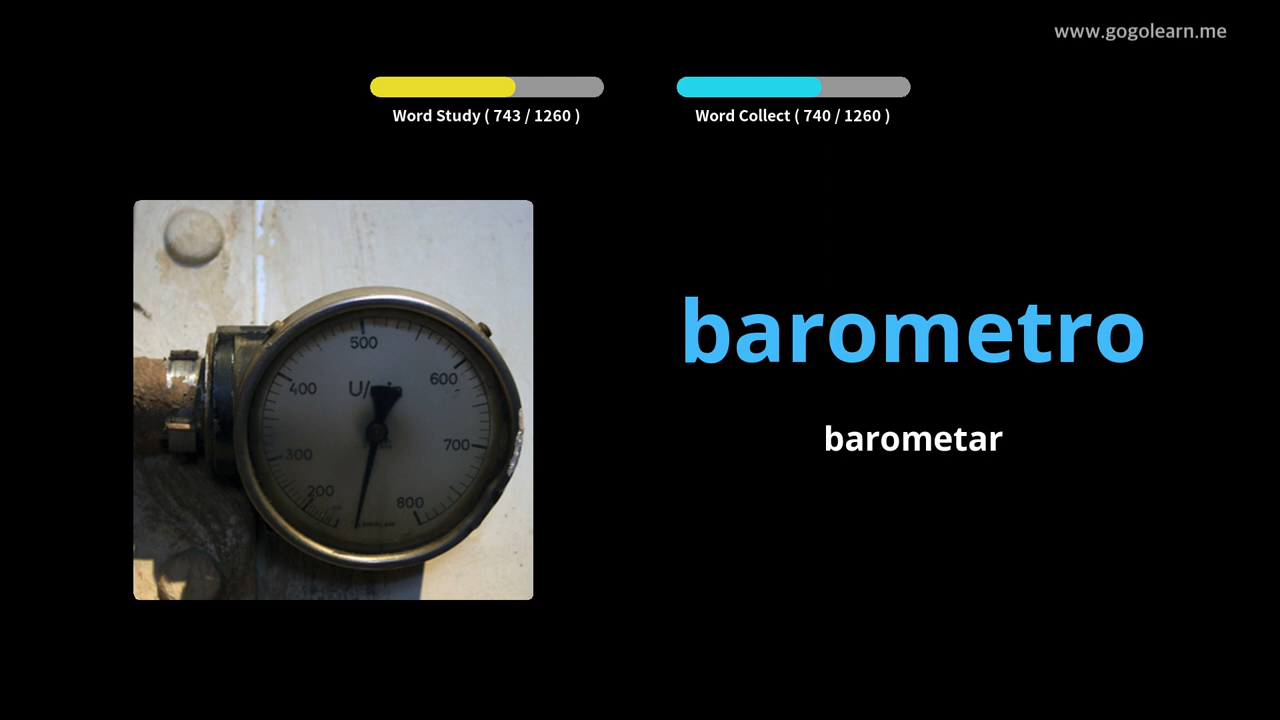 www.gogolearn.me
Word Study ( 743 / 1260 )
Word Collect ( 740 / 1260 )
500
400
600
300
700
200
800
barometro
barometar